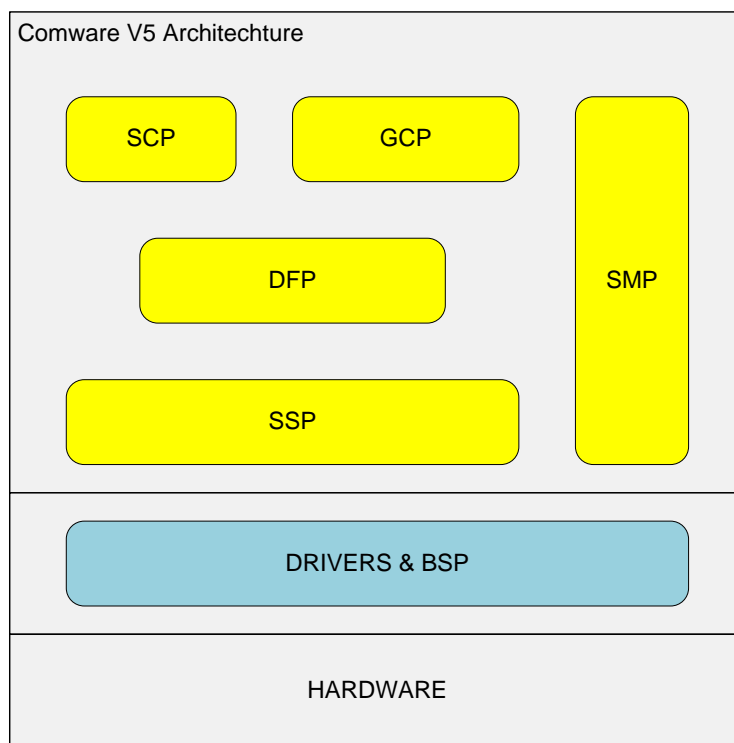 Comware V5 Architechture
SCP
GCP
DFP
SMP
SSP
DRIVERS & BSP
HARDWARE